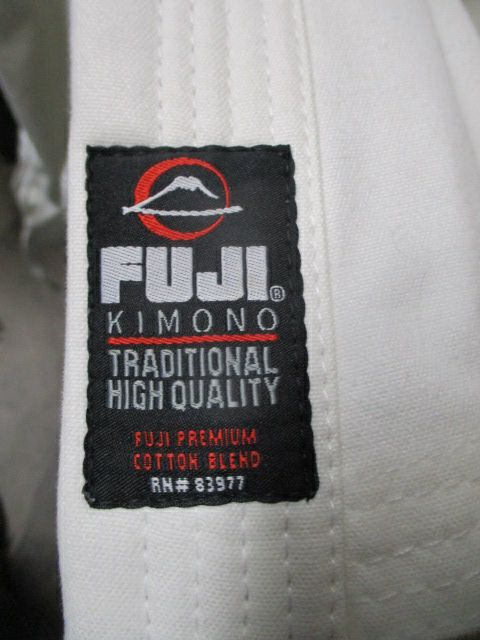 FUJI®
KIMONO
TRADITIONAL
HIGH QUALITY
FUJI PREMIUM
COTTON BLEND
RN# 83977